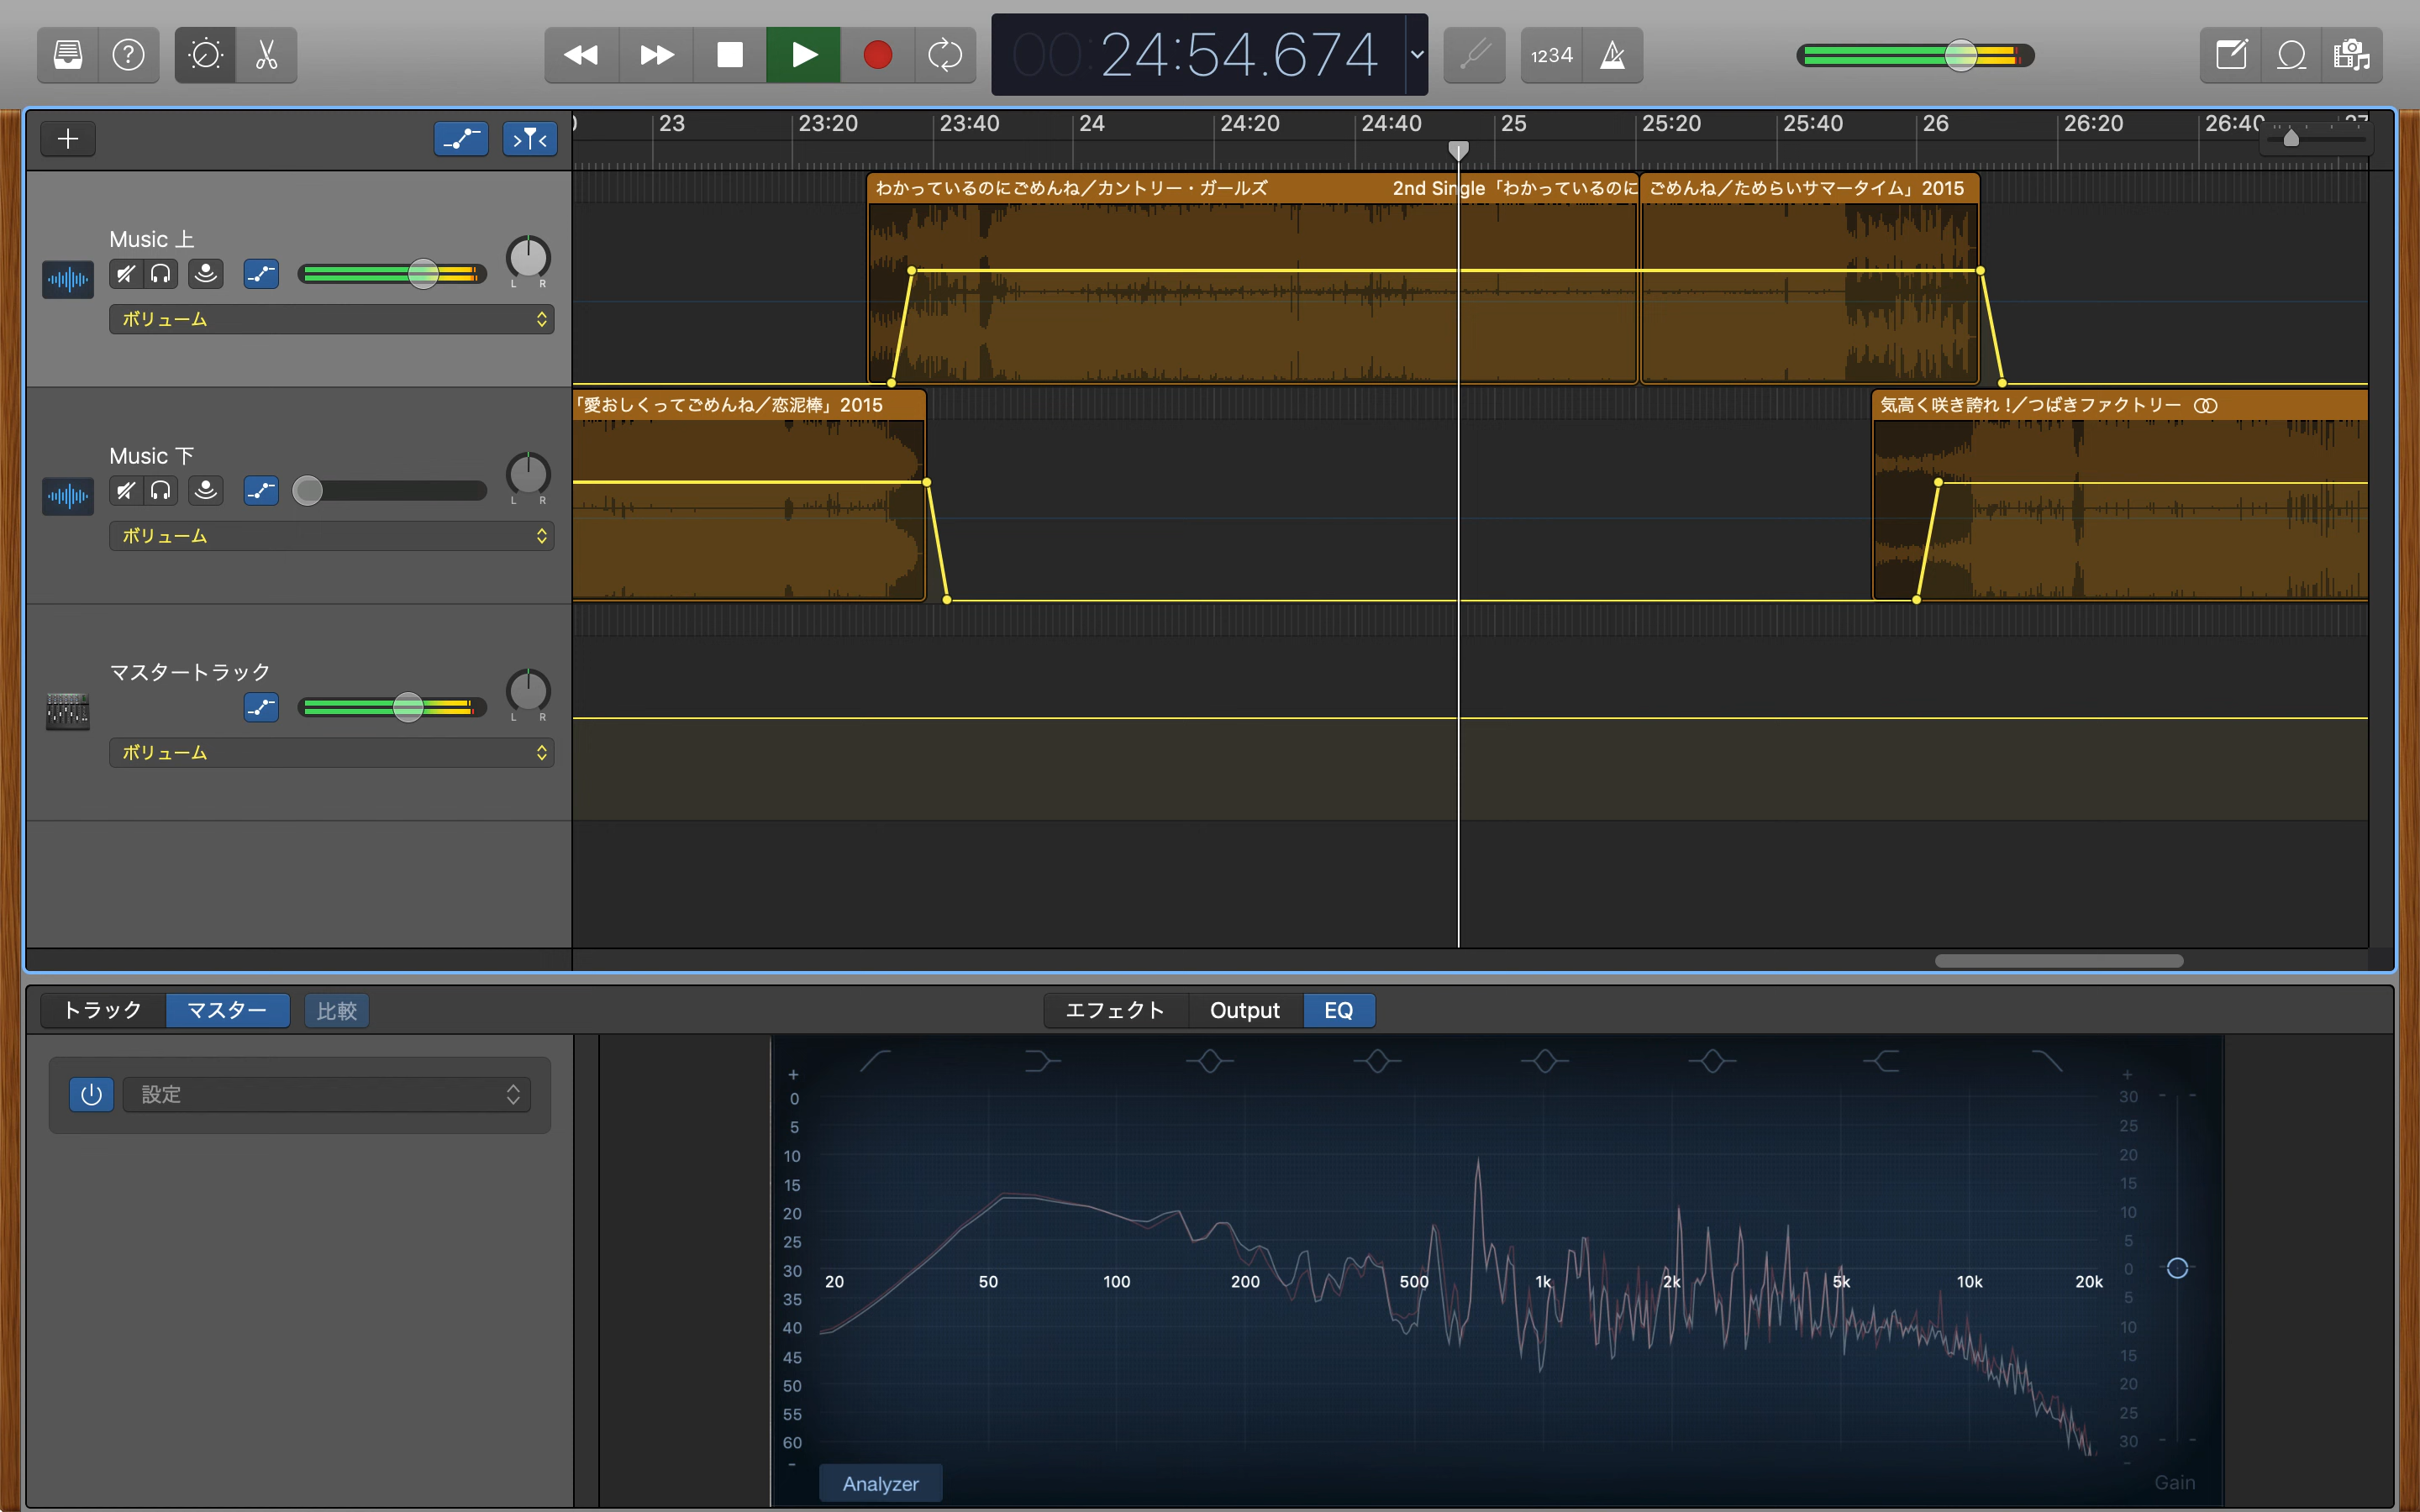 00:24:54.674
1234
23 23:20 23:40 24 24:20 24:40 25 25:20 25:40 26 26:20 26:40 27
わかっているのにごめんね／カントリー・ガールズ 2nd Single「わかっているのに
ごめんね／ためらいサマータイム」2015
Music 上
L R
ボリューム
「愛おしくってごめんね／恋泥棒」2015
気高く咲き誇れ！／つばきファクトリー
Music 下
L R
ボリューム
マスタートラック
L R
ボリューム
トラック マスター 比較
エフェクト Output EQ
設定
+ 0 5 10 15 20 25 30 35 40 45 50 55 60 -
20 50 100 200 500 1k 2k 5k 10k 20k
+ 30 25 20 15 10 5 0 5 10 15 20 25 30 -
Analyzer
Gain